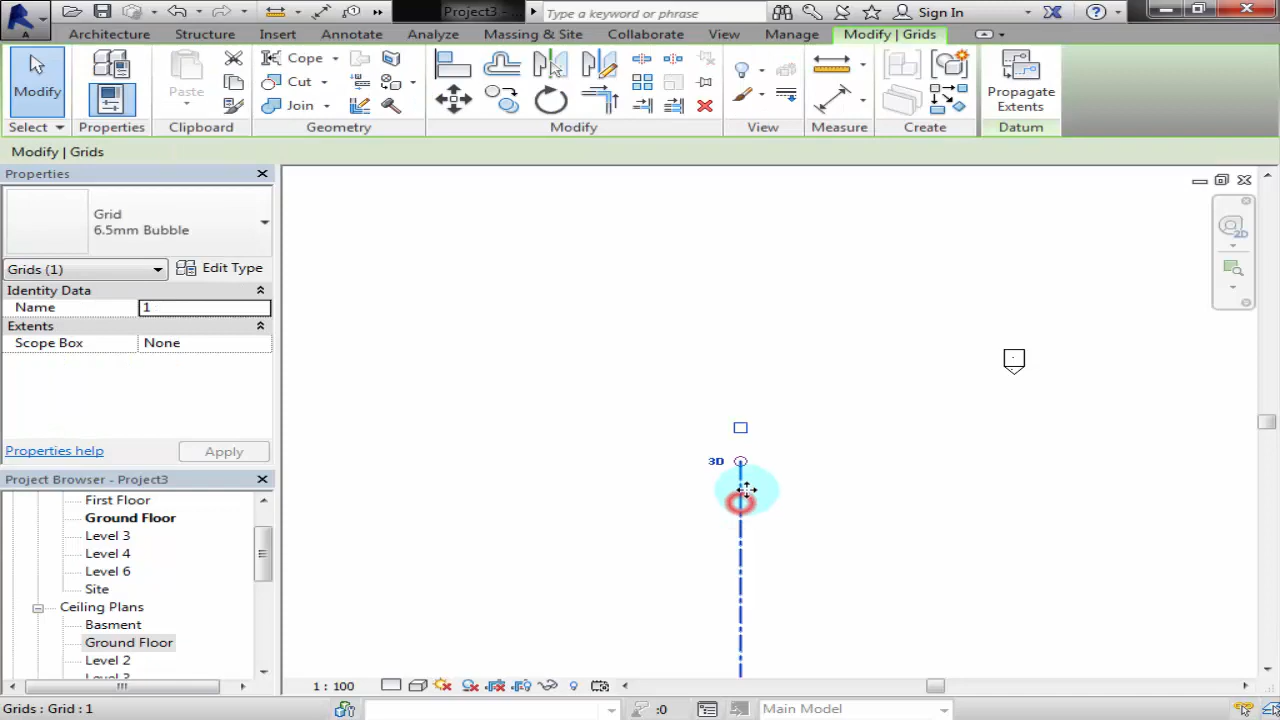 Project3 - ...
Type a keyword or phrase
Sign In
A
Architecture
Structure
Insert
Annotate
Analyze
Massing & Site
Collaborate
View
Manage
Modify | Grids
Modify
Paste
Cope
Cut
Join
Propagate
Extents
Select
Properties
Clipboard
Geometry
Modify
View
Measure
Create
Datum
Modify | Grids
Properties
Grid
6.5mm Bubble
Grids (1)
Edit Type
Identity Data
Name
1
Extents
Scope Box
None
Properties help
Apply
Project Browser - Project3
First Floor
Ground Floor
Level 3
Level 4
Level 6
Site
Ceiling Plans
Basment
Ground Floor
Level 2
2D
3D
1 : 100
Grids : Grid : 1
:0
Main Model